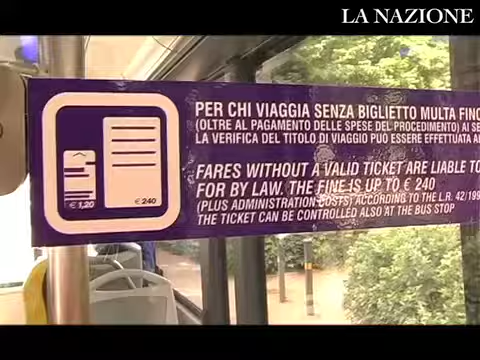 LA NAZIONE
PER CHI VIAGGIA SENZA BIGLIETTO MULTA FINO
(OLTRE AL PAGAMENTO DELLE SPESE DEL PROCEDIMENTO) AI SE
LA VERIFICA DEL TITOLO DI VIAGGIO PUÒ ESSERE EFFETTUATA A
FARES WITHOUT A VALID TICKET ARE LIABLE TO
FOR BY LAW. THE FINE IS UP TO € 240
(PLUS ADMINISTRATION COSTS) ACCORDING TO THE L.R. 42/199
THE TICKET CAN BE CONTROLLED ALSO AT THE BUS STOP
€ 1,20
€ 240